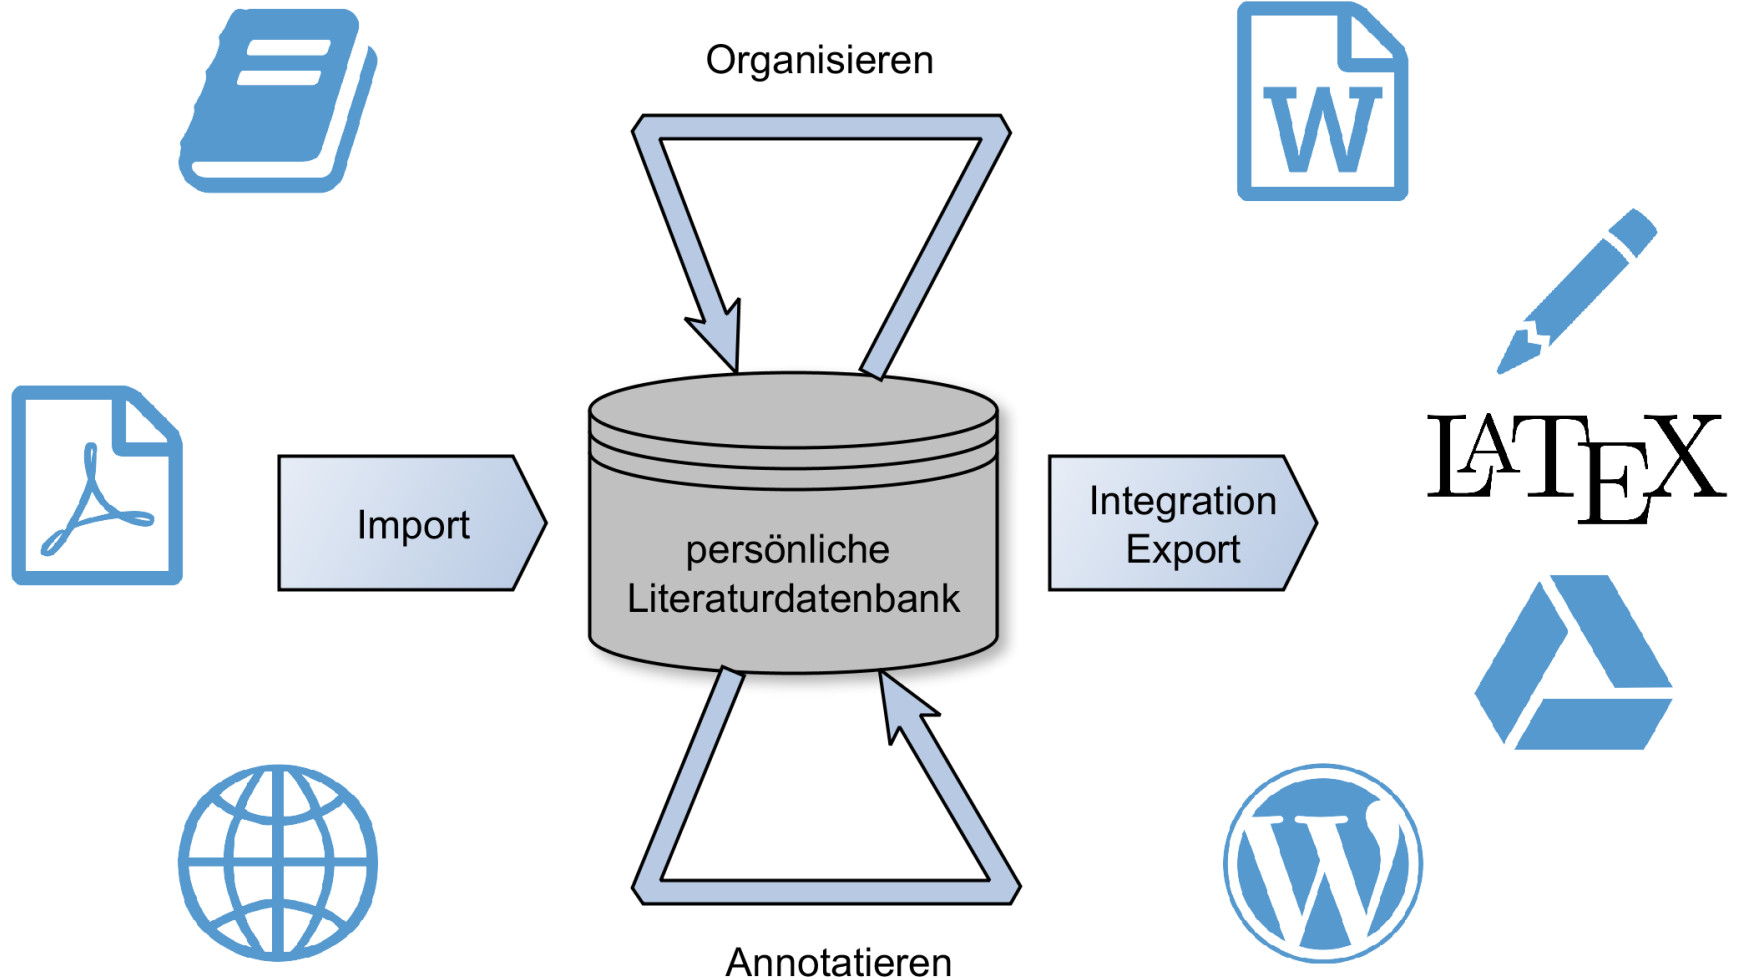 Organisieren
W
LATEX
Import
persönliche
Literaturdatenbank
Integration
Export
W
Annotatieren